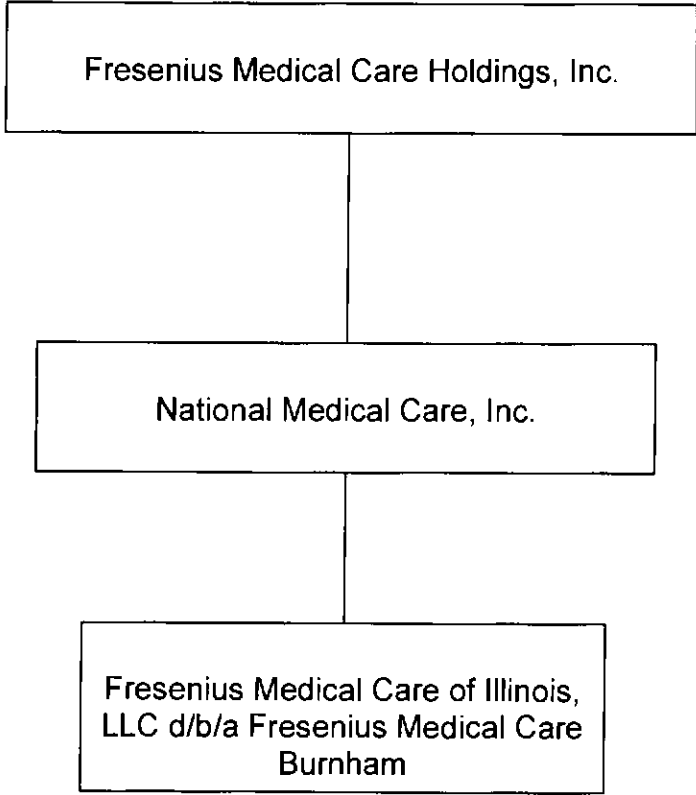 Fresenius Medical Care Holdings, Inc.
National Medical Care, Inc.
Fresenius Medical Care of Illinois,
LLC d/b/a Fresenius Medical Care
Burnham